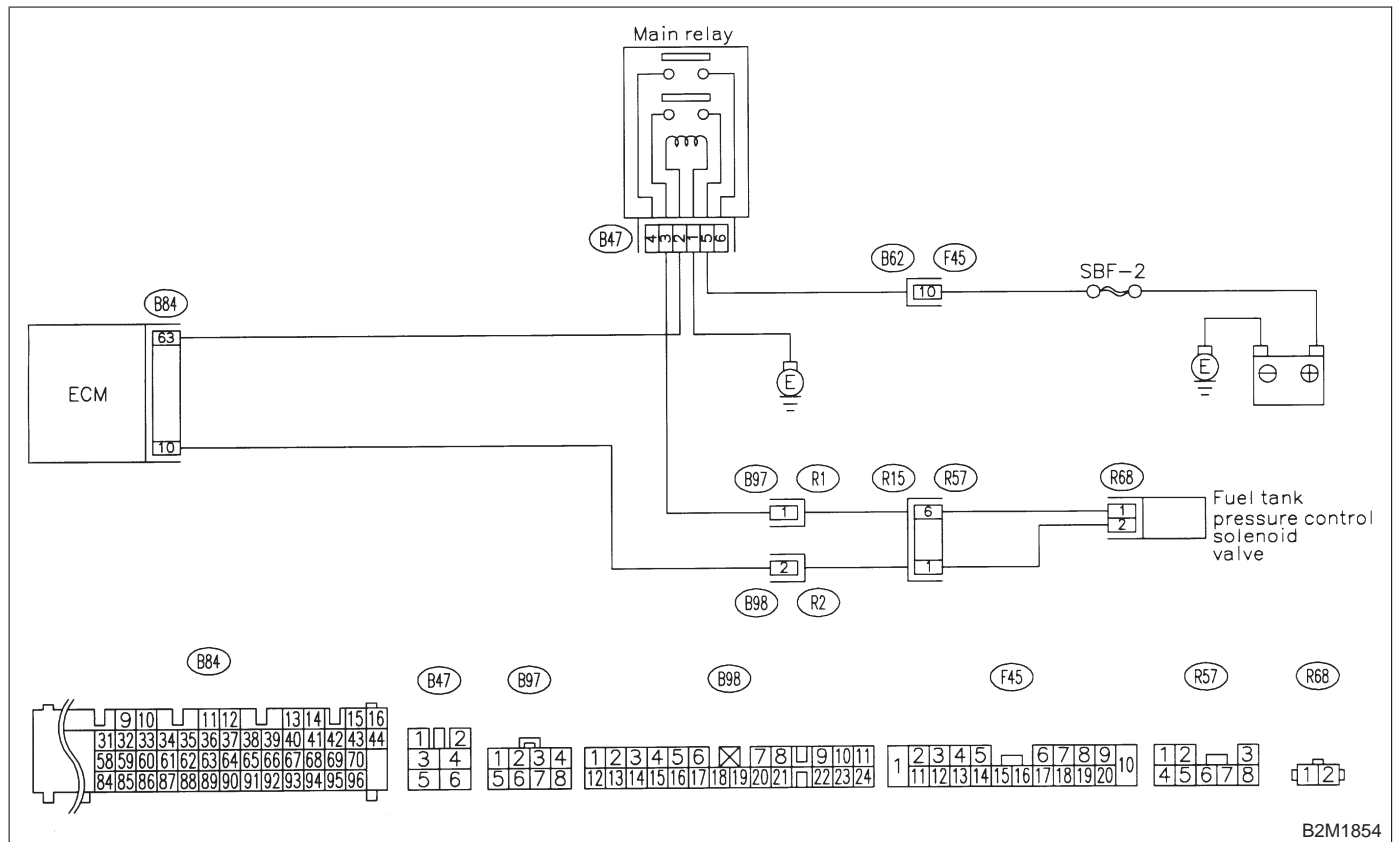 Main relay
B47
4 3 2 1 5 6
B62 F45
10
SBF-2
B84
63
ECM
10
E
E
⊖ ⊕
B97 R1
R15 R57
R68
1
6
1
2
Fuel tank
pressure control
solenoid
valve
2
1
B98 R2
B84
B47
B97
B98
F45
R57
R68
9 10 11 12 13 14 15 16
31 32 33 34 35 36 37 38 39 40 41 42 43 44
58 59 60 61 62 63 64 65 66 67 68 69 70
84 85 86 87 88 89 90 91 92 93 94 95 96
1 2
3 4
5 6
1 2 3 4
5 6 7 8
1 2 3 4 5 6 7 8 9 10 11
12 13 14 15 16 17 18 19 20 21 22 23 24
1 2 3 4 5 6 7 8 9 10
11 12 13 14 15 16 17 18 19 20
1 2 3
4 5 6 7 8
1 2
B2M1854